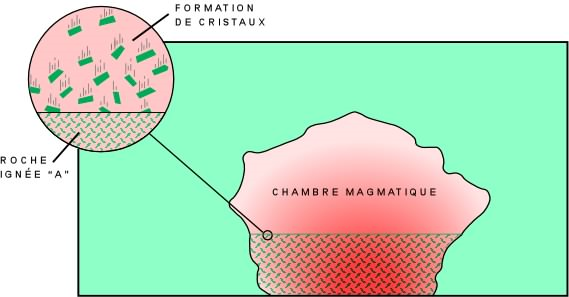 FORMATION
DE CRISTAUX
ROCHE
IGNÉE "A"
CHAMBRE MAGMATIQUE